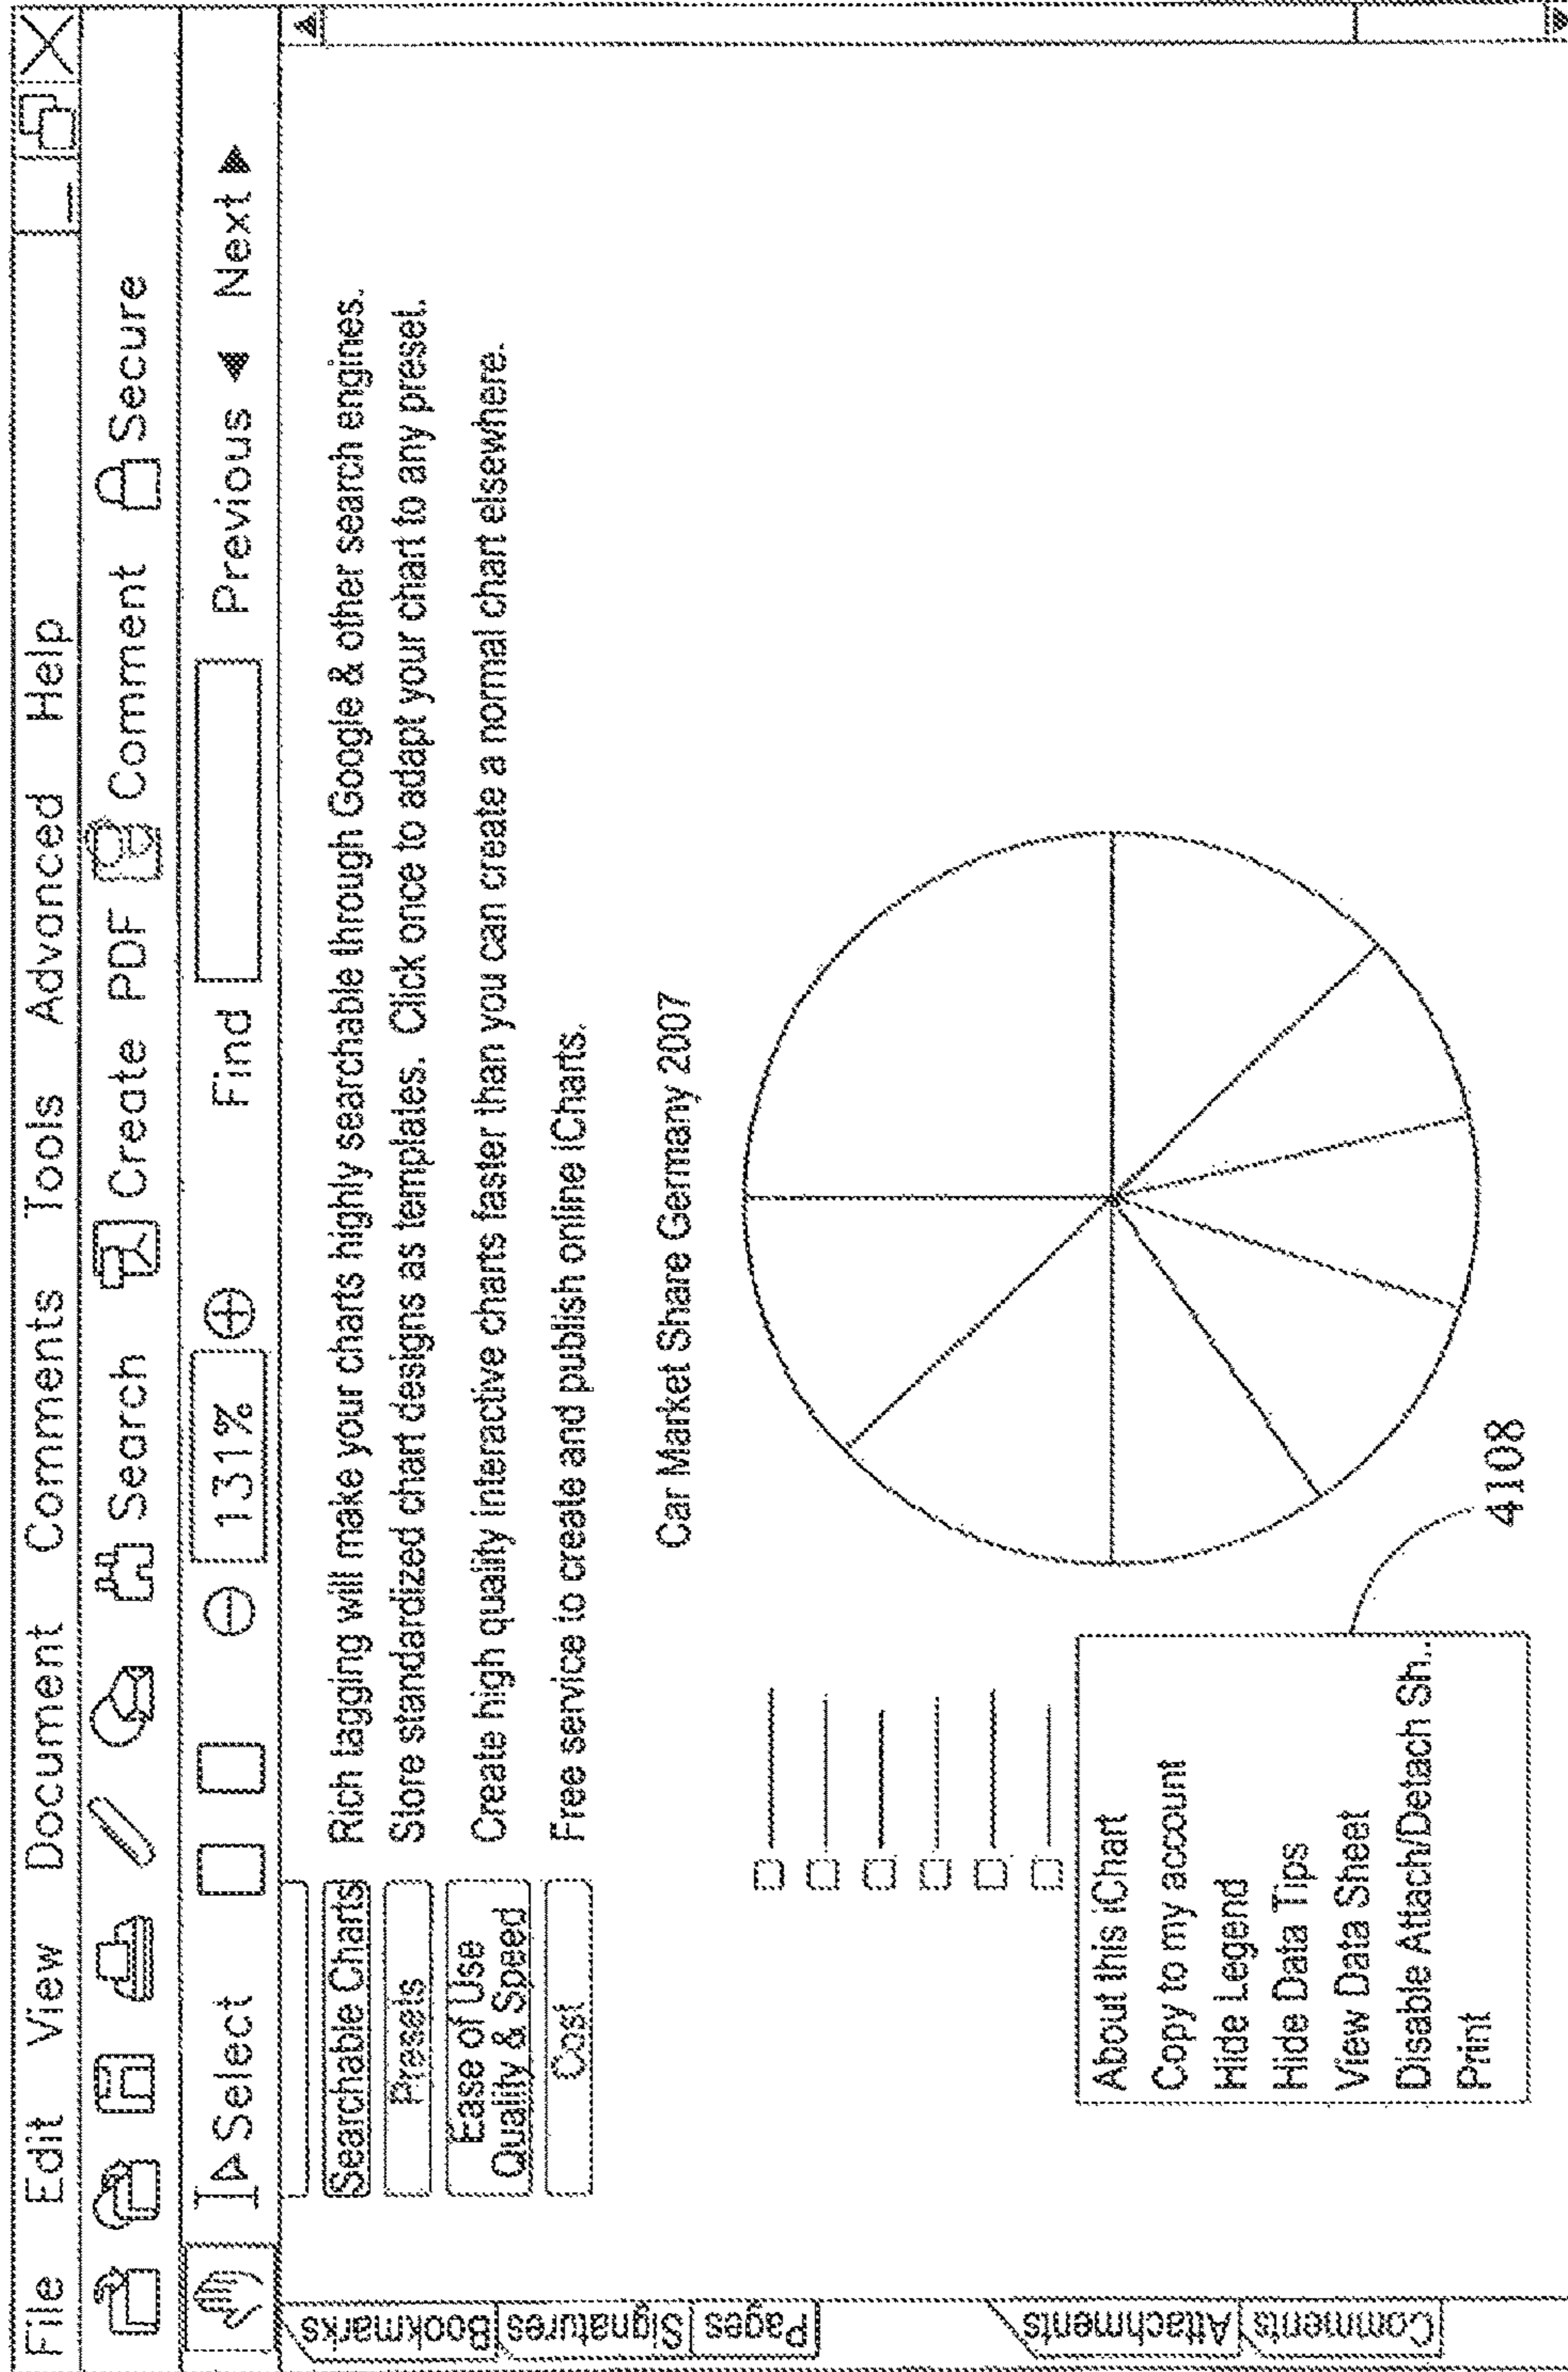 File Edit View Document Comments Tools Advanced Help
Search Create PDF Comment Secure
Select 131% Find Previous Next
Searchable Charts Rich tagging will make your charts highly searchable through Google & other search engines.
Presets Store standardized chart designs as templates. Click once to adapt your chart to any preset.
Ease of Use
Quality & Speed Create high quality interactive charts faster than you can create a normal chart elsewhere.
Cost Free service to create and publish online iCharts.
Car Market Share Germany 2007
About this iChart
Copy to my account
Hide Legend
Hide Data Tips
View Data Sheet
Disable Attach/Detach Sh..
Print
4108
Bookmarks
Signatures
Pages
Attachments
Comments